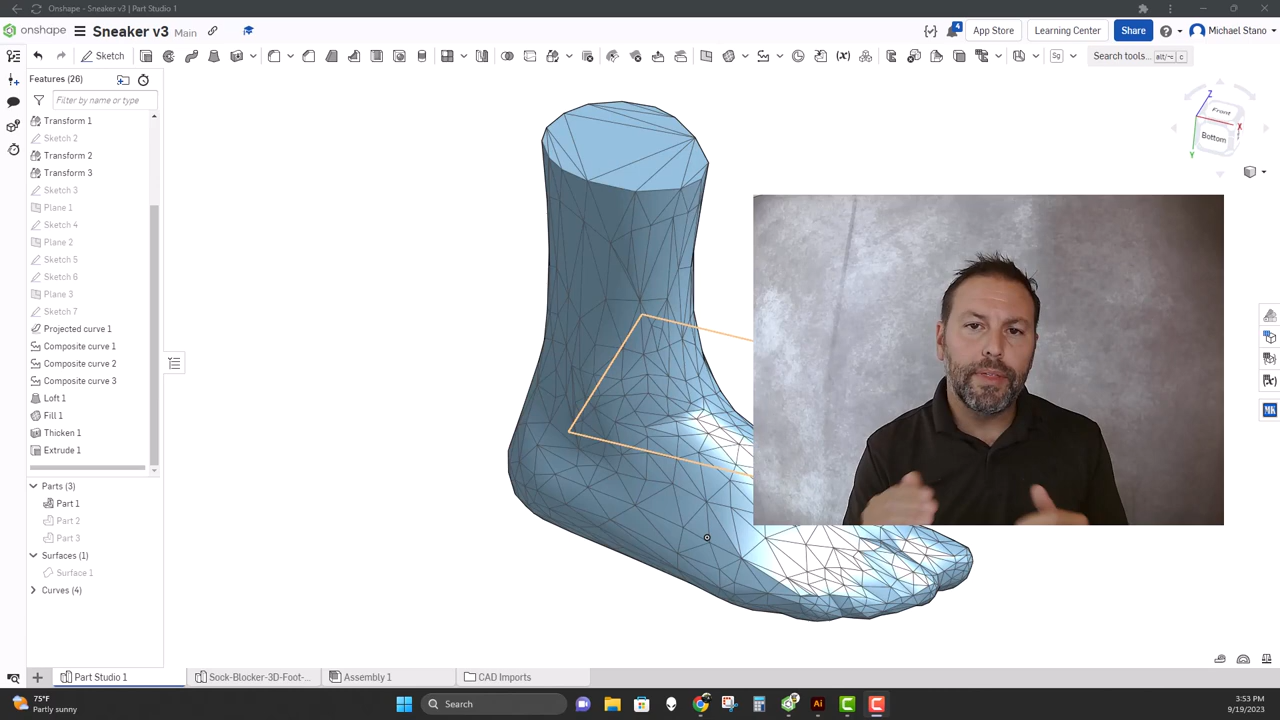 Onshape - Sneaker v3 | Part Studio 1
onshape
Sneaker v3 Main
4
App Store
Learning Center
Share
Michael Stano
Sketch
Search tools...
alt/⌥
c
Features (26)
Filter by name or type
Transform 1
Sketch 2
Transform 2
Transform 3
Sketch 3
Plane 1
Sketch 4
Plane 2
Sketch 5
Sketch 6
Plane 3
Sketch 7
Projected curve 1
Composite curve 1
Composite curve 2
Composite curve 3
Loft 1
Fill 1
Thicken 1
Extrude 1
Parts (3)
Part 1
Part 2
Part 3
Surfaces (1)
Surface 1
Curves (4)
Z
Front
X
Bottom
Y
MK
Part Studio 1
Sock-Blocker-3D-Foot-...
Assembly 1
CAD Imports
75°F
Partly sunny
Search
Ai
3:53 PM
9/19/2023